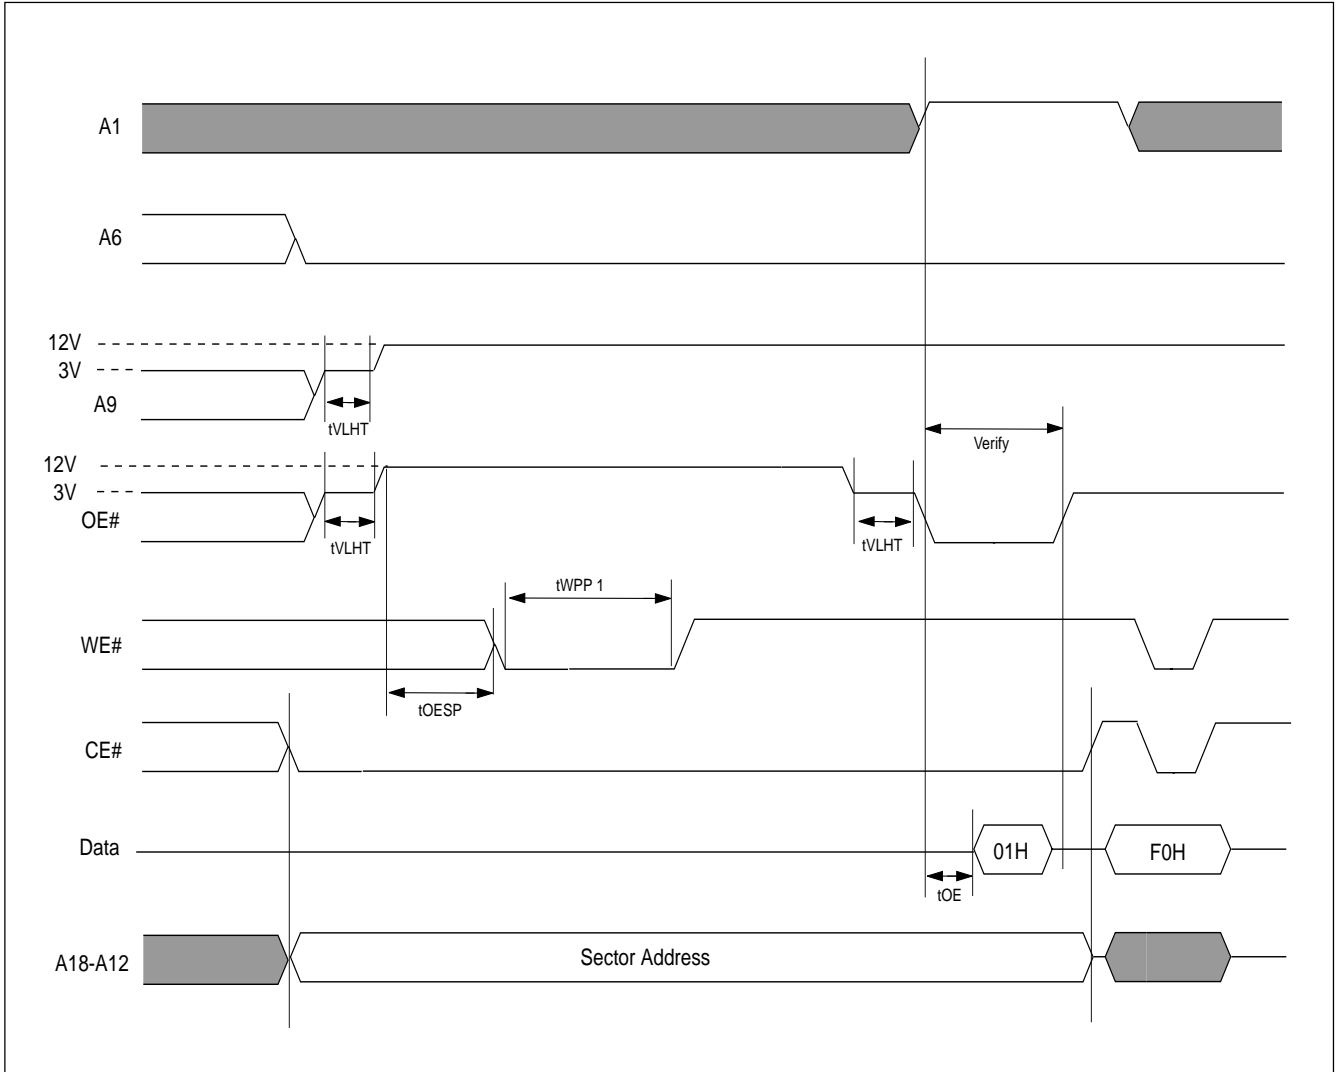 A1
A6
12V
3V
A9
tVLHT
Verify
12V
3V
OE#
tVLHT
tVLHT
tWPP 1
WE#
tOESP
CE#
Data
01H
F0H
tOE
A18-A12
Sector Address